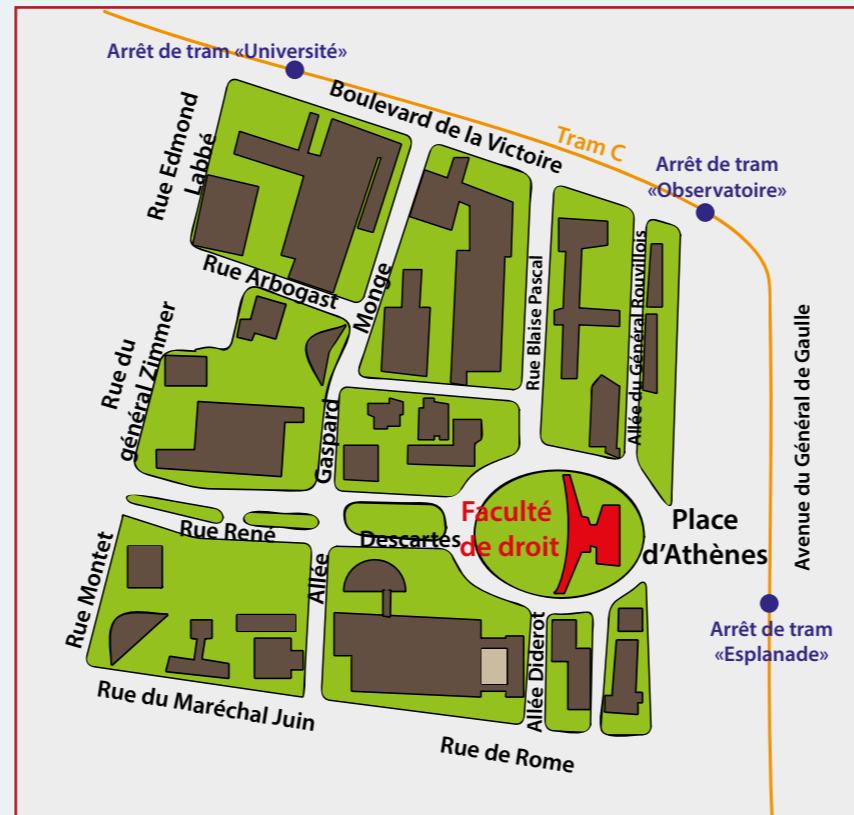 Arrêt de tram «Université»
Boulevard de la Victoire
Tram C
Arrêt de tram
«Observatoire»
Rue Edmond
Labbé
Rue Arbogast
Monge
Rue Blaise Pascal
Allée du Général Rouvillois
Avenue du Général de Gaulle
Rue du
général Zimmer
Gaspard
Faculté
de droit
Place
d’Athènes
Rue René
Descartes
Rue Montet
Allée
Allée Diderot
Arrêt de tram
«Esplanade»
Rue du Maréchal Juin
Rue de Rome